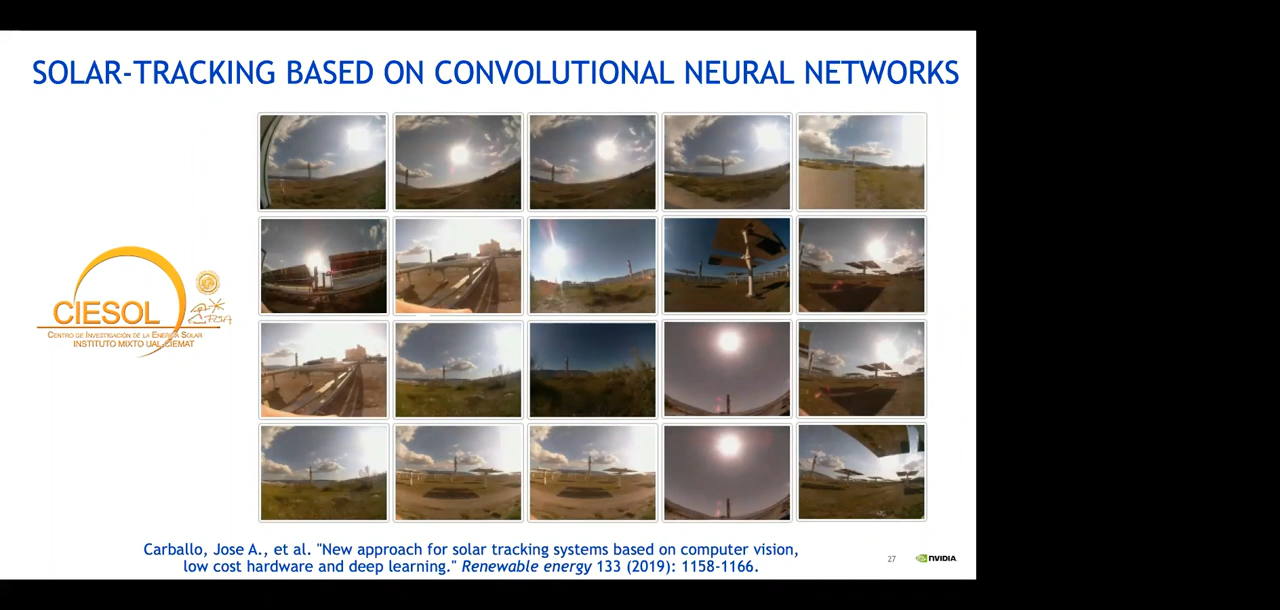 SOLAR-TRACKING BASED ON CONVOLUTIONAL NEURAL NETWORKS
CIESOL
CENTRO DE INVESTIGACIÓN DE LA ENERGÍA SOLAR
INSTITUTO MIXTO UAL-CIEMAT
Carballo, Jose A., et al. "New approach for solar tracking systems based on computer vision,
low cost hardware and deep learning." Renewable energy 133 (2019): 1158-1166.
27
NVIDIA